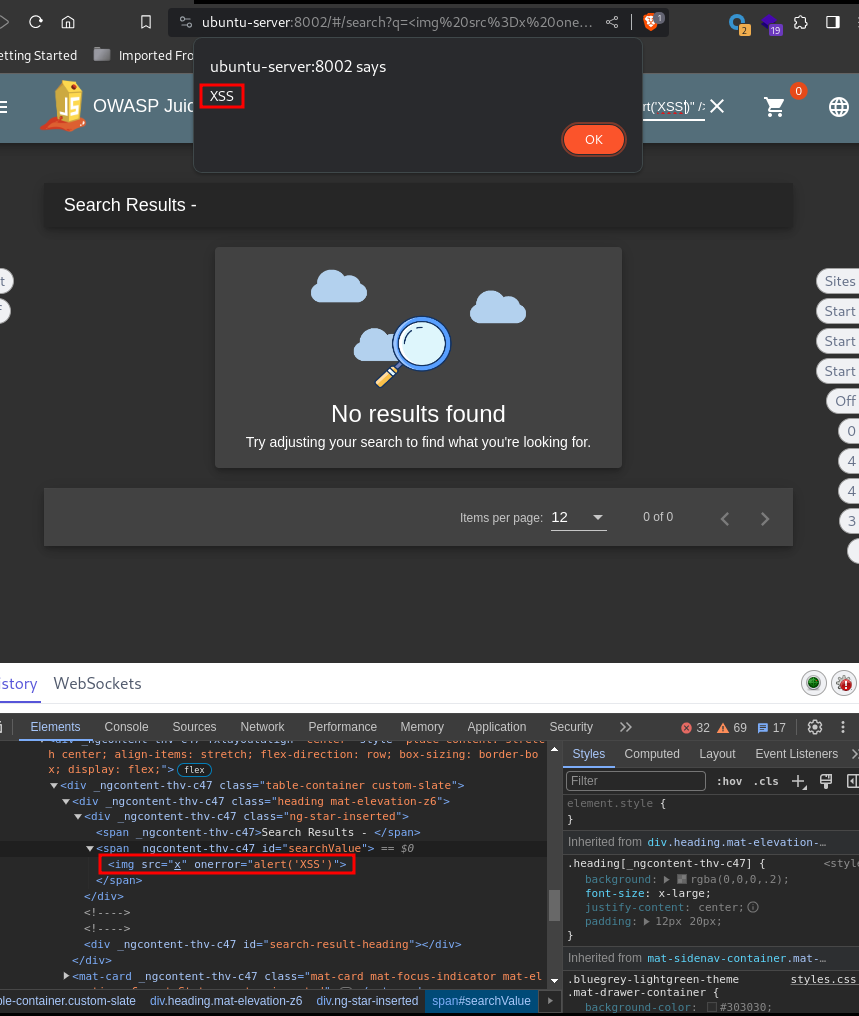 ubuntu-server:8002/#/search?q=<img%20src%3Dx%20one...
1
2
19
etting Started
Imported Fro
ubuntu-server:8002 says
XSS
OK
OWASP Juic
rt('XSS')" />
0
Search Results -
t
Sites
Start
Start
Start
Off
0
4
4
3
No results found
Try adjusting your search to find what you're looking for.
Items per page: 12
0 of 0
istory WebSockets
Elements Console Sources Network Performance Memory Application Security 32 69 17
h center; align-items: stretch; flex-direction: row; box-sizing: border-bo
x; display: flex;"> flex
<div _ngcontent-thv-c47 class="table-container custom-slate">
<div _ngcontent-thv-c47 class="heading mat-elevation-z6">
<div _ngcontent-thv-c47 class="ng-star-inserted">
<span _ngcontent-thv-c47>Search Results - </span>
<span _ngcontent-thv-c47 id="searchValue"> == $0
<img src="x" onerror="alert('XSS')">
</span>
</div>
<!---->
<!---->
<div _ngcontent-thv-c47 id="search-result-heading"></div>
</div>
<mat-card _ngcontent-thv-c47 class="mat-card mat-focus-indicator mat-el
ble-container.custom-slate div.heading.mat-elevation-z6 div.ng-star-inserted span#searchValue
Styles Computed Layout Event Listeners
Filter :hov .cls
element.style {
}
Inherited from div.heading.mat-elevation-…
.heading[_ngcontent-thv-c47] { <style
background: rgba(0,0,0,.2);
font-size: x-large;
justify-content: center;
padding: 12px 20px;
}
Inherited from mat-sidenav-container.mat-…
.bluegrey-lightgreen-theme styles.css
.mat-drawer-container {
background-color: #303030;